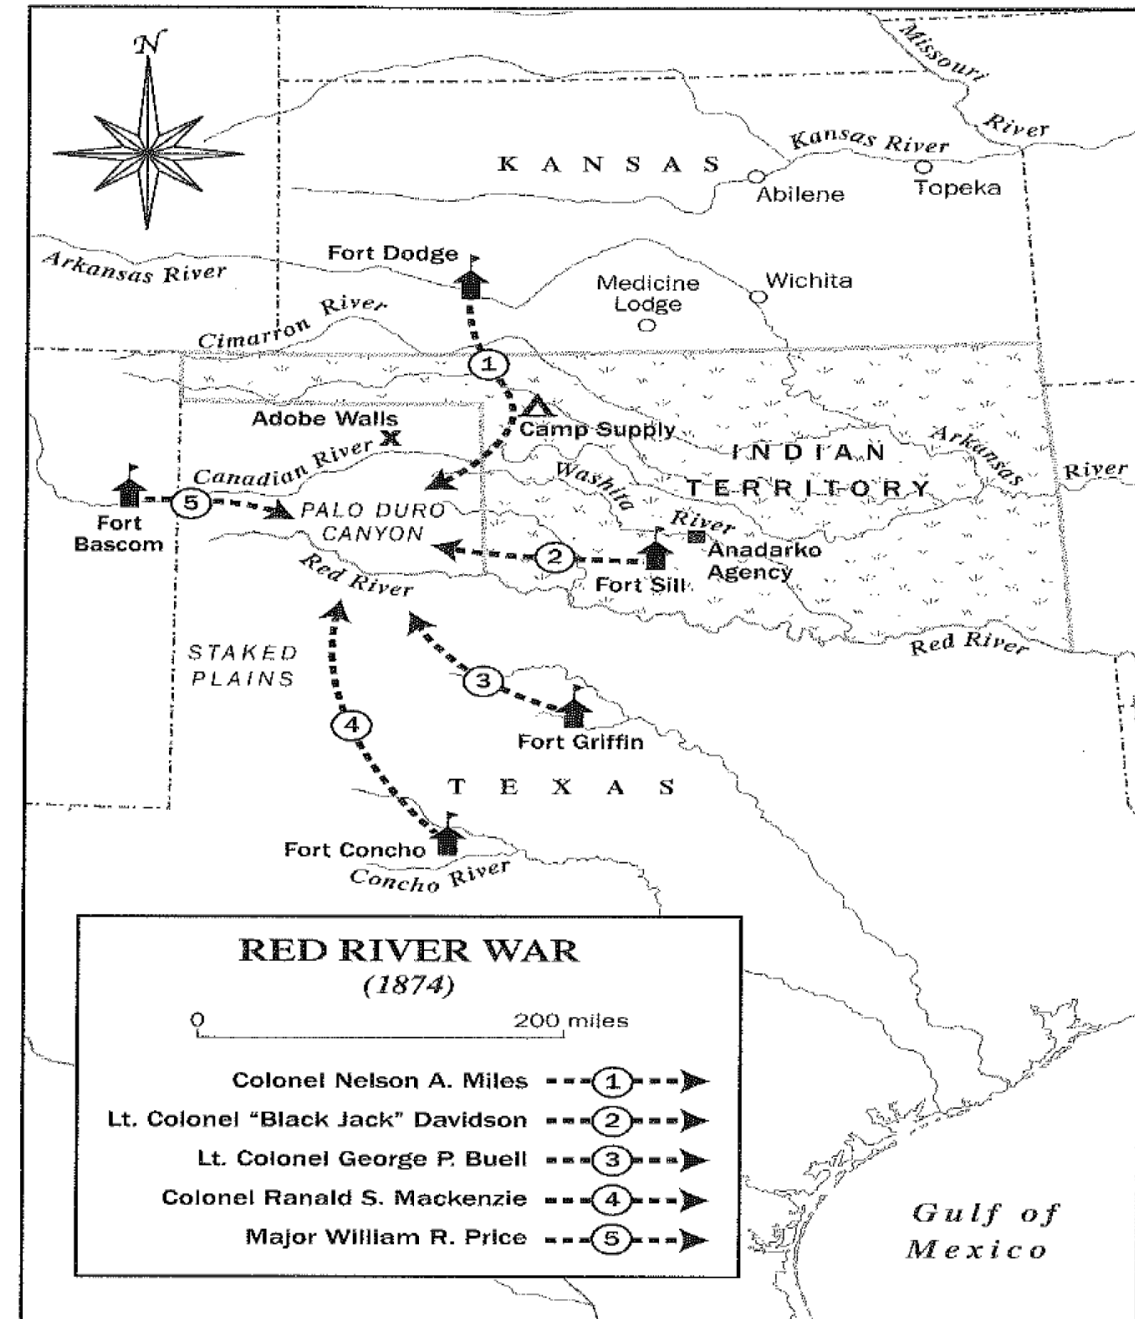 N
Missouri
River
Kansas River
KANSAS
Abilene
Topeka
Arkansas River
Fort Dodge
Medicine
Lodge
Wichita
Cimarron River
1
Adobe Walls
X
Camp Supply
INDIAN
TERRITORY
Arkansas
River
Canadian River
Washita
River
5
Fort
Bascom
PALO DURO
CANYON
2
Fort Sill
Anadarko
Agency
Red River
Red River
STAKED
PLAINS
3
Fort Griffin
4
TEXAS
Fort Concho
Concho River
RED RIVER WAR
(1874)
0 200 miles
Colonel Nelson A. Miles 1
Lt. Colonel "Black Jack" Davidson 2
Lt. Colonel George P. Buell 3
Colonel Ranald S. Mackenzie 4
Major William R. Price 5
Gulf of
Mexico